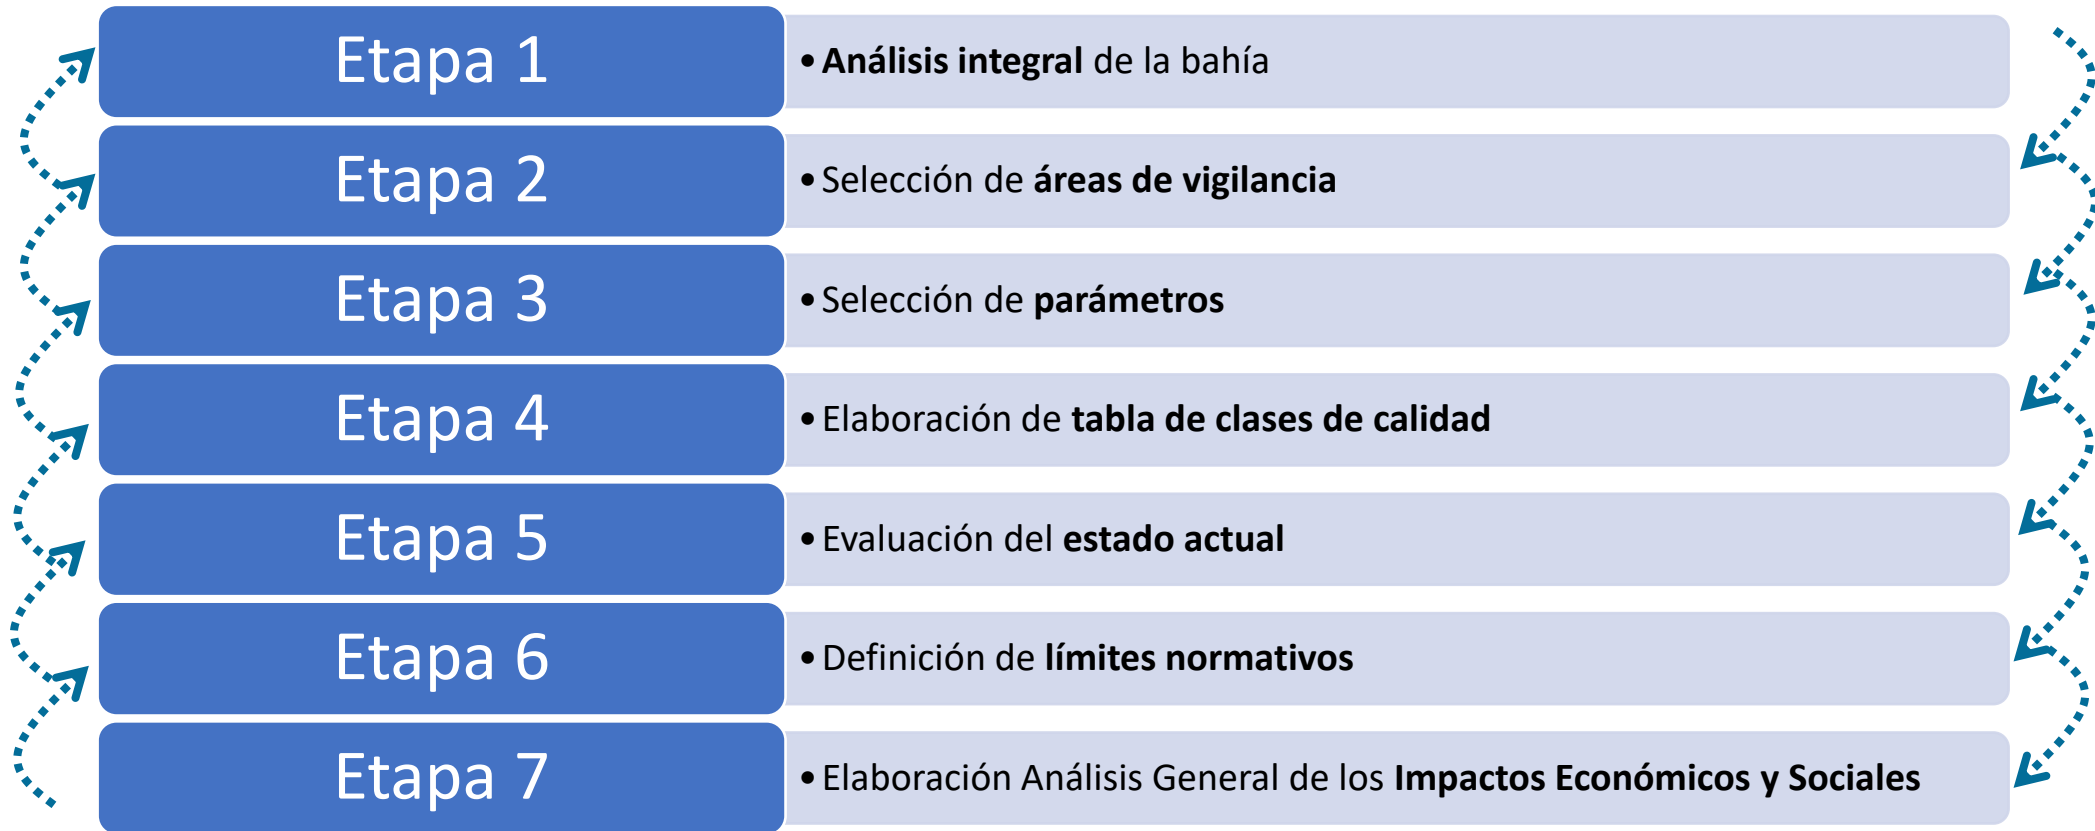 Etapa 1
• Análisis integral de la bahía
Etapa 2
• Selección de áreas de vigilancia
Etapa 3
• Selección de parámetros
Etapa 4
• Elaboración de tabla de clases de calidad
Etapa 5
• Evaluación del estado actual
Etapa 6
• Definición de límites normativos
Etapa 7
• Elaboración Análisis General de los Impactos Económicos y Sociales